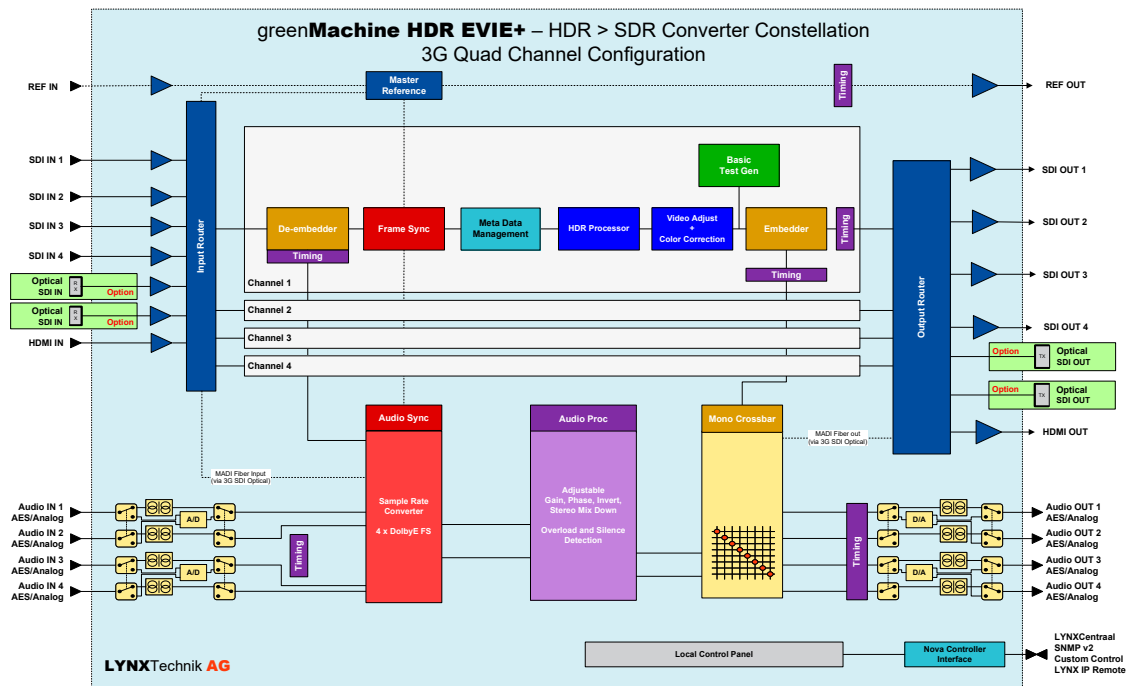 greenMachine HDR EVIE+ – HDR > SDR Converter Constellation
3G Quad Channel Configuration
REF IN
Master
Reference
Timing
REF OUT
SDI IN 1
SDI IN 2
SDI IN 3
SDI IN 4
Optical
SDI IN
RX
Option
Optical
SDI IN
RX
Option
HDMI IN
Input Router
Basic
Test Gen
De-embedder
Timing
Frame Sync
Meta Data
Management
HDR Processor
Video Adjust
+
Color Correction
Embedder
Timing
Timing
Channel 1
Channel 2
Channel 3
Channel 4
Output Router
SDI OUT 1
SDI OUT 2
SDI OUT 3
SDI OUT 4
Option
TX
Optical
SDI OUT
Option
TX
Optical
SDI OUT
HDMI OUT
Audio Sync
Sample Rate
Converter
4 x DolbyE FS
Audio Proc
Adjustable
Gain, Phase, Invert,
Stereo Mix Down
Overload and Silence
Detection
Mono Crossbar
MADI Fiber Input
(via 3G SDI Optical)
MADI Fiber out
(via 3G SDI Optical)
Audio IN 1
AES/Analog
Audio IN 2
AES/Analog
Audio IN 3
AES/Analog
Audio IN 4
AES/Analog
A/D
A/D
Timing
Timing
D/A
D/A
Audio OUT 1
AES/Analog
Audio OUT 2
AES/Analog
Audio OUT 3
AES/Analog
Audio OUT 4
AES/Analog
LYNXTechnik AG
Local Control Panel
Nova Controller
Interface
LYNXCentraal
SNMP v2
Custom Control
LYNX IP Remote